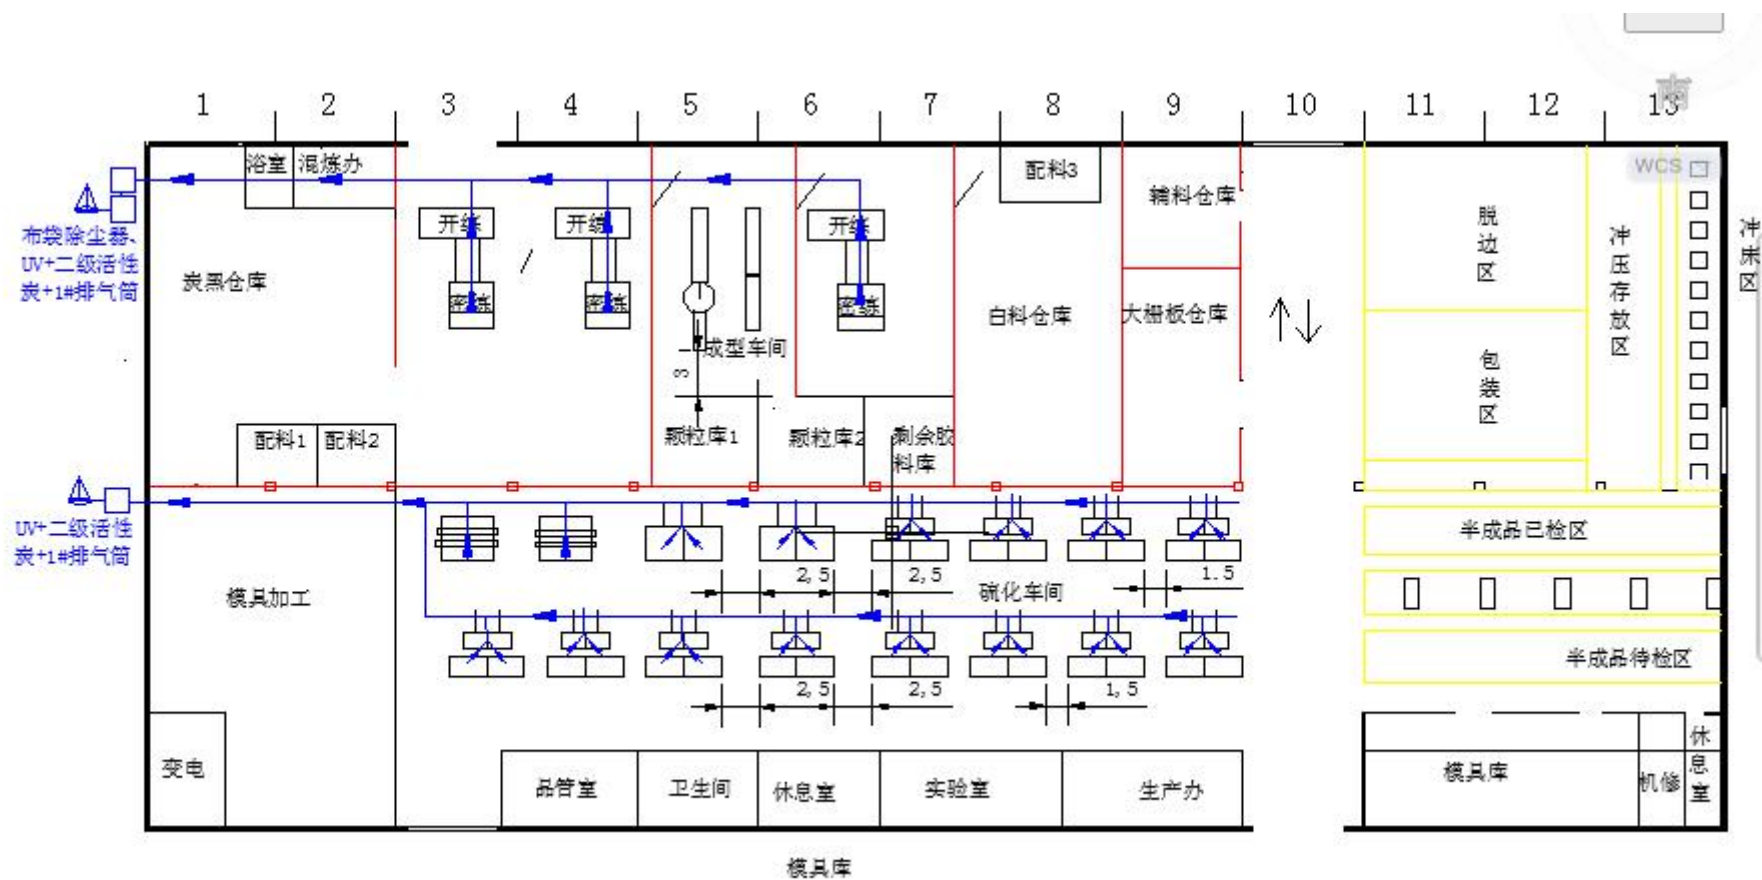 南
1 2 3 4 5 6 7 8 9 10 11 12 13
浴室 混炼办
配料3
WCS
辅料仓库
开练 开练 开练
布袋除尘器、
UV+二级活性
炭+1#排气筒
炭黑仓库
密炼 密炼 密炼
脱边区
冲压存放区
冲床区
白料仓库
大栅板仓库
成型车间
3
包装区
配料1 配料2
颗粒库1
颗粒库2
剩余胶
料库
UV+二级活性
炭+1#排气筒
半成品已检区
2,5 2,5
硫化车间
1.5
模具加工
半成品待检区
2,5 2,5 1,5
变电
品管室
卫生间
休息室
实验室
生产办
模具库
机修
休息室
模具库